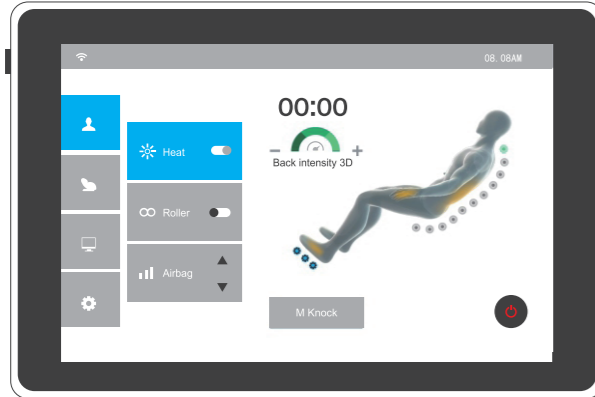 08. 08AM
00:00
Heat
- +
Back intensity 3D
Roller
Airbag
M Knock